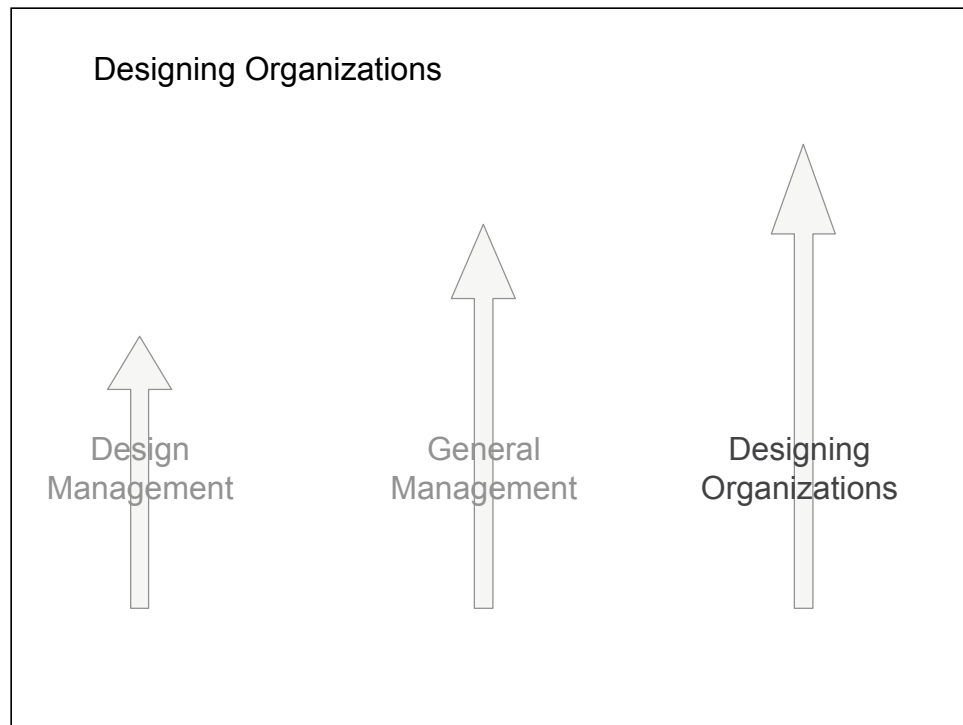 Designing Organizations
Design
Management
General
Management
Designing
Organizations